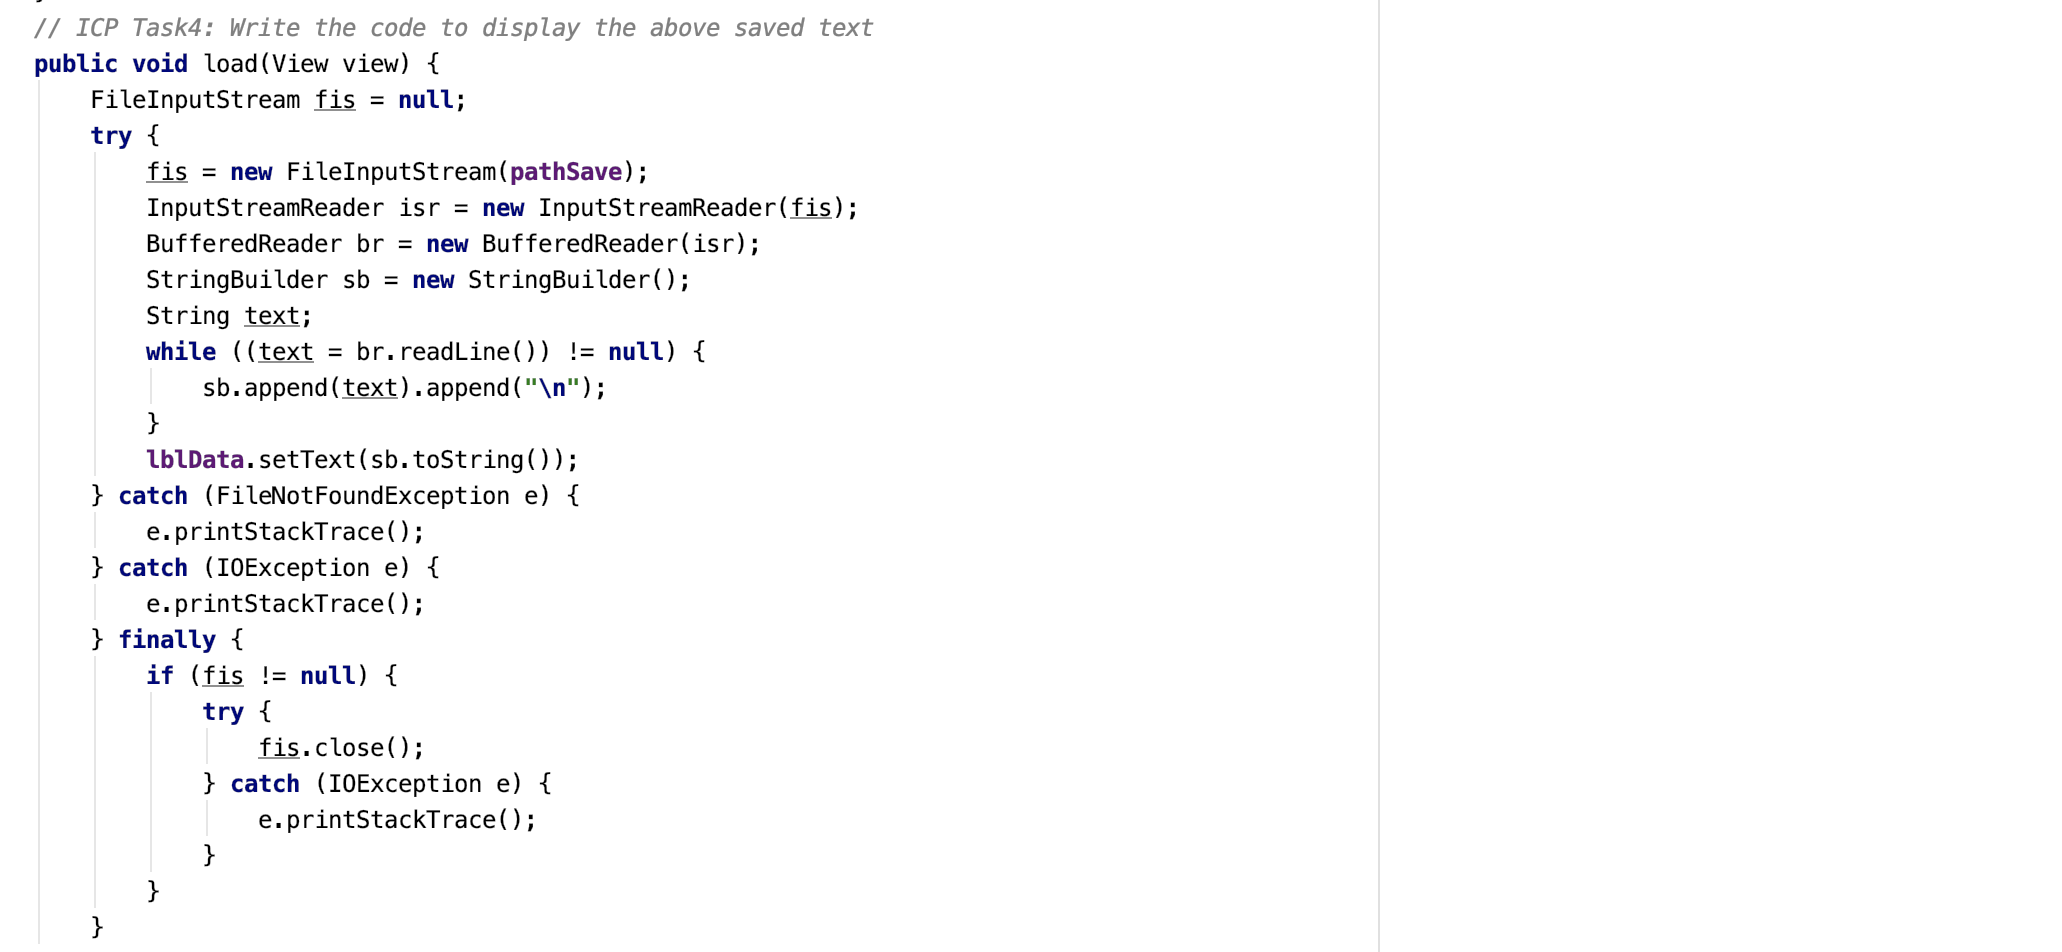 // ICP Task4: Write the code to display the above saved text
public void load(View view) {
    FileInputStream fis = null;
    try {
        fis = new FileInputStream(pathSave);
        InputStreamReader isr = new InputStreamReader(fis);
        BufferedReader br = new BufferedReader(isr);
        StringBuilder sb = new StringBuilder();
        String text;
        while ((text = br.readLine()) != null) {
            sb.append(text).append("\n");
        }
        lblData.setText(sb.toString());
    } catch (FileNotFoundException e) {
        e.printStackTrace();
    } catch (IOException e) {
        e.printStackTrace();
    } finally {
        if (fis != null) {
            try {
                fis.close();
            } catch (IOException e) {
                e.printStackTrace();
            }
        }
    }